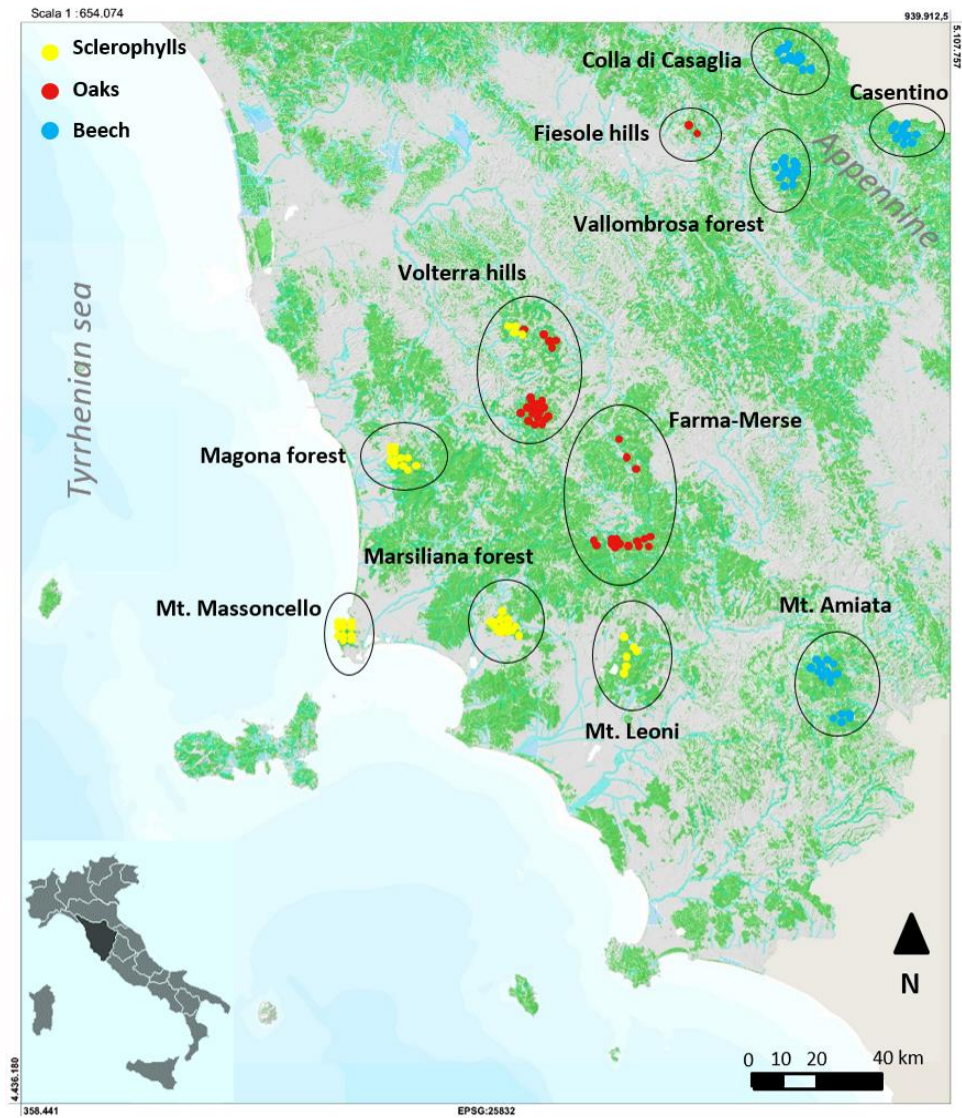 Scala 1 :654.074
939.912,5
5.107.757
Sclerophylls
Oaks
Beech
Colla di Casaglia
Casentino
Fiesole hills
Appennine
Vallombrosa forest
Volterra hills
Tyrrhenian sea
Farma-Merse
Magona forest
Marsiliana forest
Mt. Massoncello
Mt. Amiata
Mt. Leoni
N
0 10 20 40 km
4.436.180
358.441
EPSG:25832